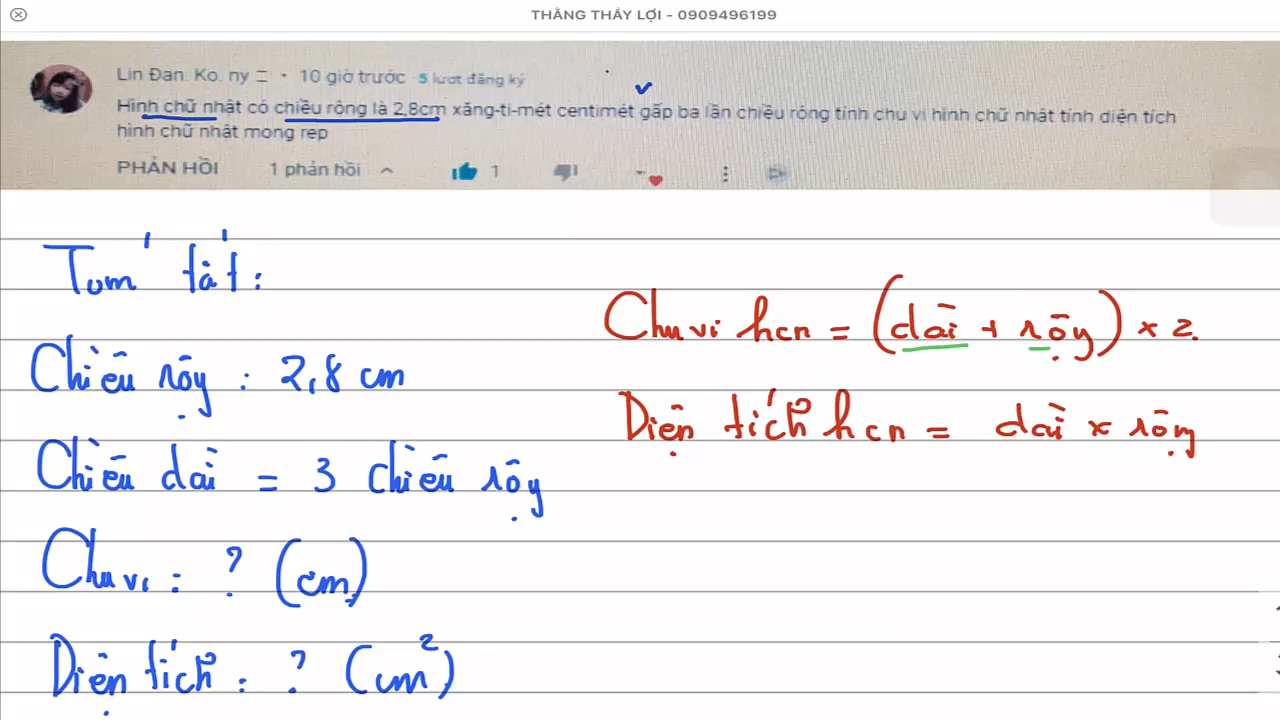 THẮNG THẦY LỢI - 0909496199
Lin Đan. Ko. ny 10 giờ trước 5 lượt đăng ký
Hình chữ nhật có chiều rộng là 2,8cm xăng-ti-mét centimét gấp ba lần chiều rộng tính chu vi hình chữ nhật tính diện tích
hình chữ nhật mong rep
PHẢN HỒI 1 phản hồi 1
Tóm tắt:
Chiều rộng : 2,8 cm
Chiều dài = 3 chiều rộng
Chu vi : ? (cm)
Diện tích : ? (cm²)
Chu vi hcn = (dài + rộng) × 2.
Diện tích hcn = dài × rộng